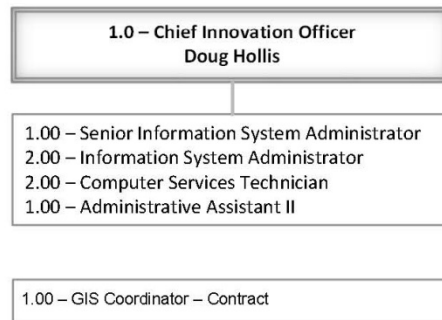 1.0 – Chief Innovation Officer
Doug Hollis
1.00 – Senior Information System Administrator
2.00 – Information System Administrator
2.00 – Computer Services Technician
1.00 – Administrative Assistant II
1.00 – GIS Coordinator – Contract